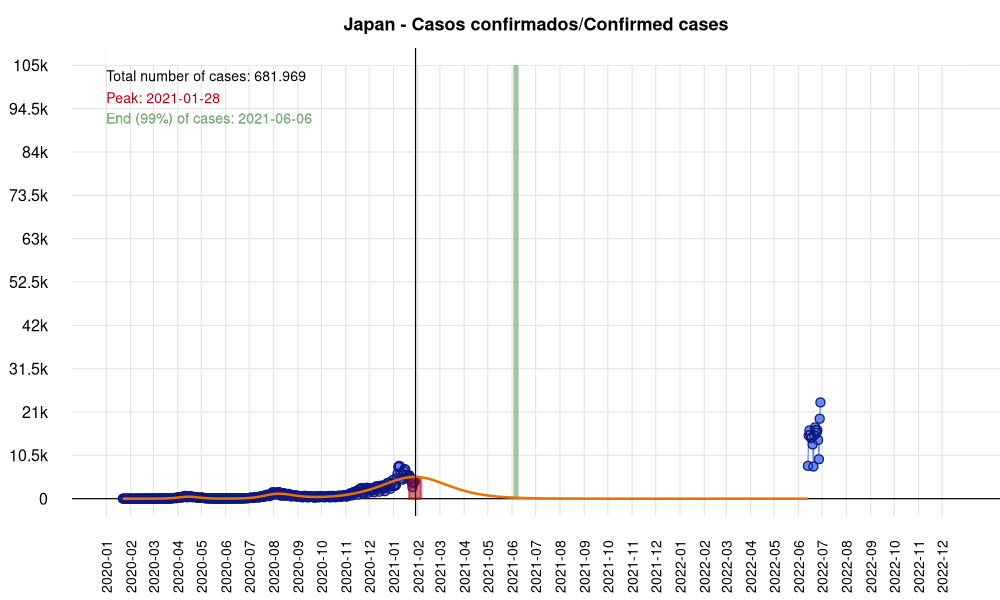 Japan - Casos confirmados/Confirmed cases
105k
94.5k
84k
73.5k
63k
52.5k
42k
31.5k
21k
10.5k
0
Total number of cases: 681.969
Peak: 2021-01-28
End (99%) of cases: 2021-06-06
2020-01
2020-02
2020-03
2020-04
2020-05
2020-06
2020-07
2020-08
2020-09
2020-10
2020-11
2020-12
2021-01
2021-02
2021-03
2021-04
2021-05
2021-06
2021-07
2021-08
2021-09
2021-10
2021-11
2021-12
2022-01
2022-02
2022-03
2022-04
2022-05
2022-06
2022-07
2022-08
2022-09
2022-10
2022-11
2022-12